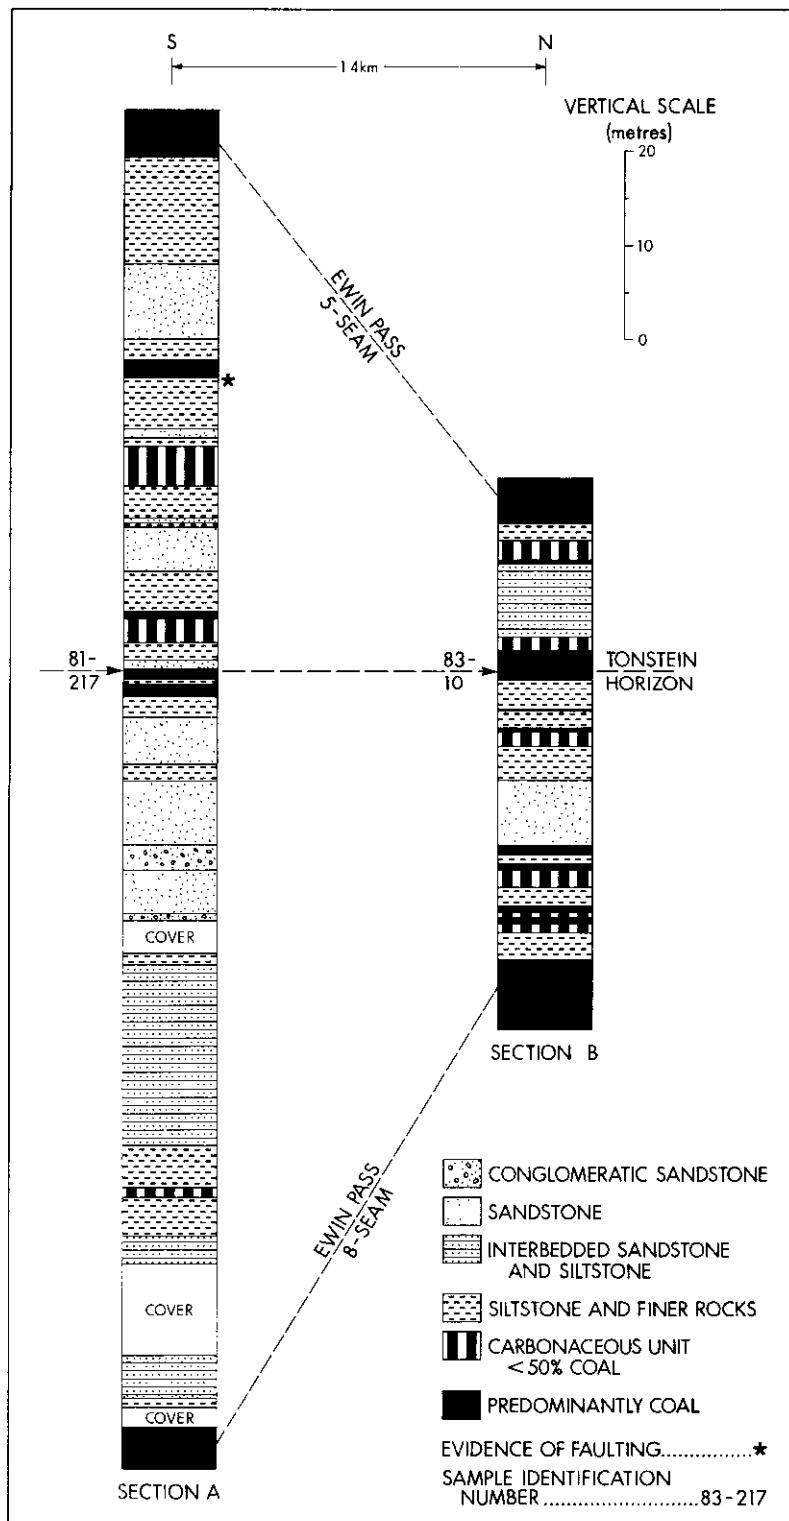 S
N
14km
VERTICAL SCALE
(metres)
20
10
0
EWIN PASS
5-SEAM
81-
217
83-
10
TONSTEIN
HORIZON
COVER
SECTION B
EWIN PASS
8-SEAM
COVER
COVER
SECTION A
CONGLOMERATIC SANDSTONE
SANDSTONE
INTERBEDDED SANDSTONE
AND SILTSTONE
SILTSTONE AND FINER ROCKS
CARBONACEOUS UNIT
<50% COAL
PREDOMINANTLY COAL
EVIDENCE OF FAULTING................★
SAMPLE IDENTIFICATION
NUMBER..........................83-217